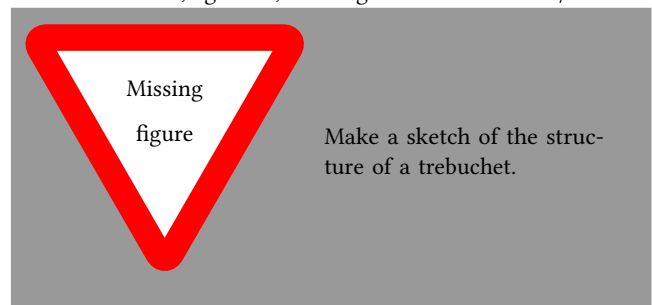 Missing
figure
Make a sketch of the struc-
ture of a trebuchet.